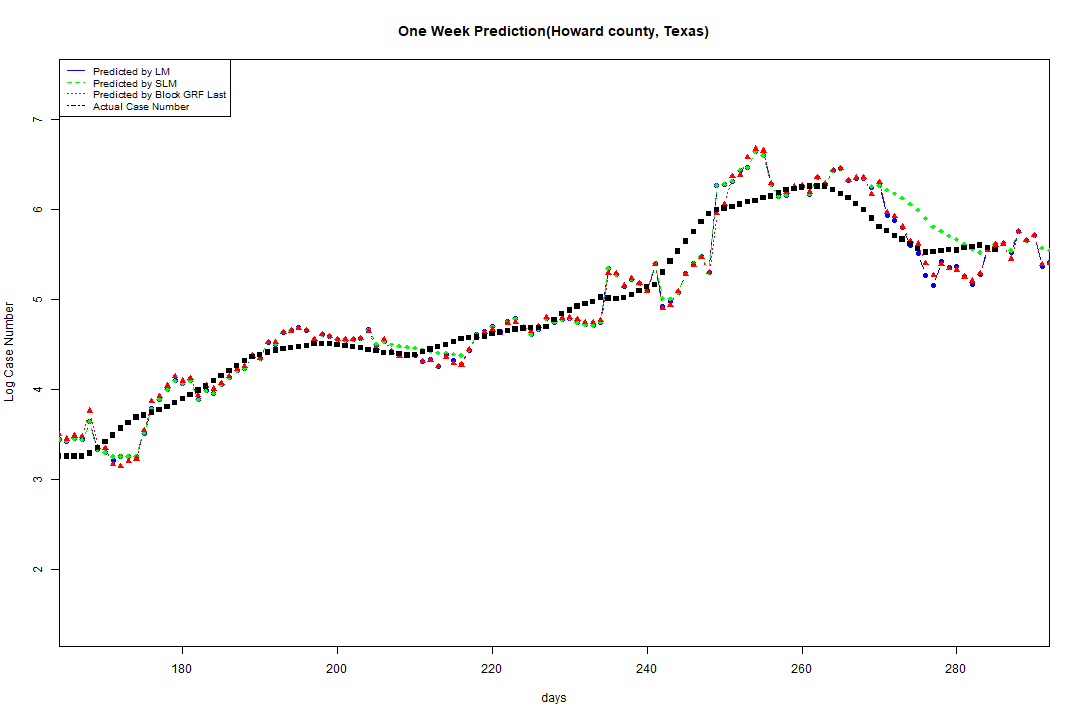 One Week Prediction(Howard county, Texas)
Predicted by LM
Predicted by SLM
Predicted by Block GRF Last
Actual Case Number
Log Case Number
7
6
5
4
3
2
180 200 220 240 260 280
days